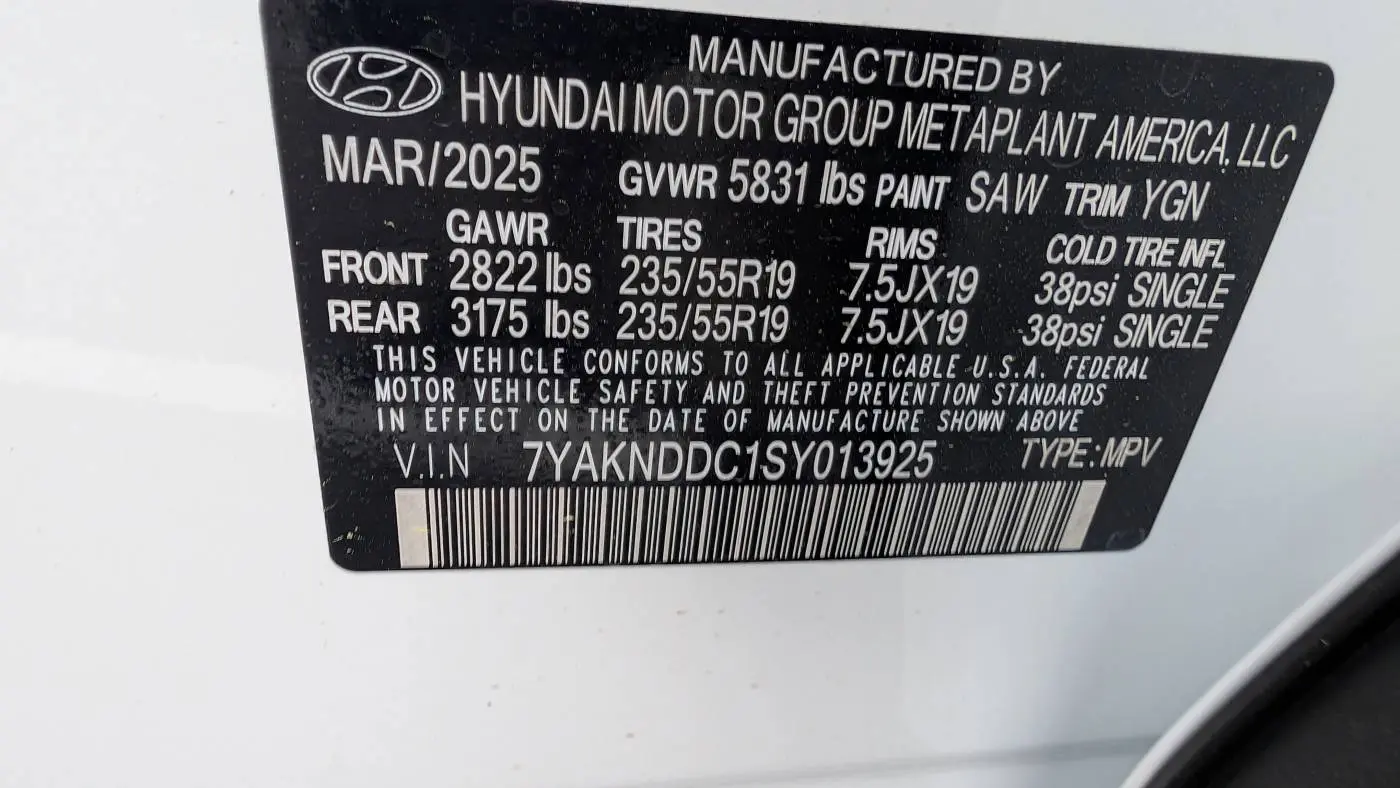 MANUFACTURED BY
HYUNDAI MOTOR GROUP METAPLANT AMERICA, LLC
MAR/2025 GVWR 5831 lbs PAINT SAW TRIM YGN
GAWR TIRES RIMS COLD TIRE INFL
FRONT 2822 lbs 235/55R19 7.5JX19 38psi SINGLE
REAR 3175 lbs 235/55R19 7.5JX19 38psi SINGLE
THIS VEHICLE CONFORMS TO ALL APPLICABLE U.S.A. FEDERAL
MOTOR VEHICLE SAFETY AND THEFT PREVENTION STANDARDS
IN EFFECT ON THE DATE OF MANUFACTURE SHOWN ABOVE
V.I.N 7YAKNDDC1SY013925 TYPE: MPV